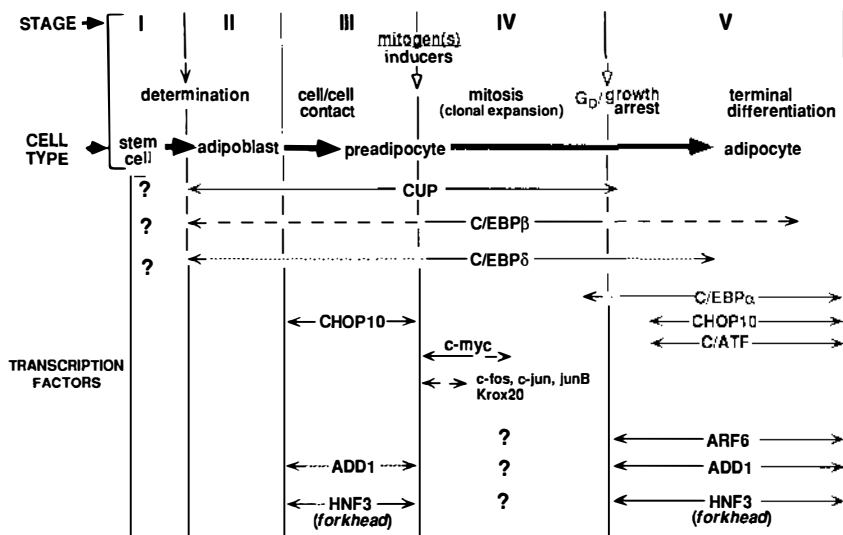 STAGE I II III IV V
mitogen(s)
inducers
determination cell/cell contact mitosis (clonal expansion) G_D/growth arrest terminal differentiation
CELL TYPE stem cell adipoblast preadipocyte adipocyte
? CUP
? C/EBPβ
? C/EBPδ
C/EBPα
CHOP10 CHOP10
c-myc C/ATF
TRANSCRIPTION FACTORS
c-fos, c-jun, junB
Krox20
? ARF6
ADD1 ? ADD1
HNF3 ? HNF3
(forkhead) (forkhead)